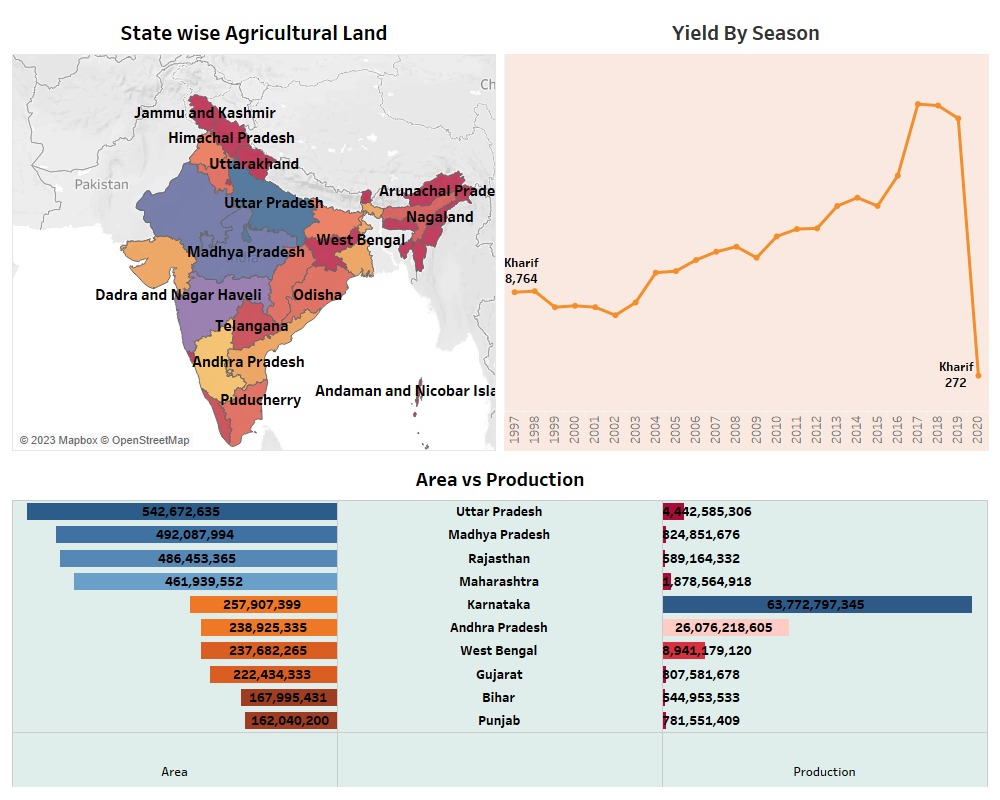 State wise Agricultural Land
Yield By Season
Ch
Jammu and Kashmir
Himachal Pradesh
Uttarakhand
Pakistan
Arunachal Prade
Uttar Pradesh
Nagaland
West Bengal
Madhya Pradesh
Dadra and Nagar Haveli
Odisha
Telangana
Andhra Pradesh
Andaman and Nicobar Isla
Puducherry
© 2023 Mapbox © OpenStreetMap
Kharif
8,764
Kharif
272
1997
1998
1999
2000
2001
2002
2003
2004
2005
2006
2007
2008
2009
2010
2011
2012
2013
2014
2015
2016
2017
2018
2019
2020
Area vs Production
542,672,635 Uttar Pradesh 4,442,585,306
492,087,994 Madhya Pradesh 824,851,676
486,453,365 Rajasthan 589,164,332
461,939,552 Maharashtra 1,878,564,918
257,907,399 Karnataka 63,772,797,345
238,925,335 Andhra Pradesh 26,076,218,605
237,682,265 West Bengal 8,941,179,120
222,434,333 Gujarat 807,581,678
167,995,431 Bihar 544,953,533
162,040,200 Punjab 781,551,409
Area Production